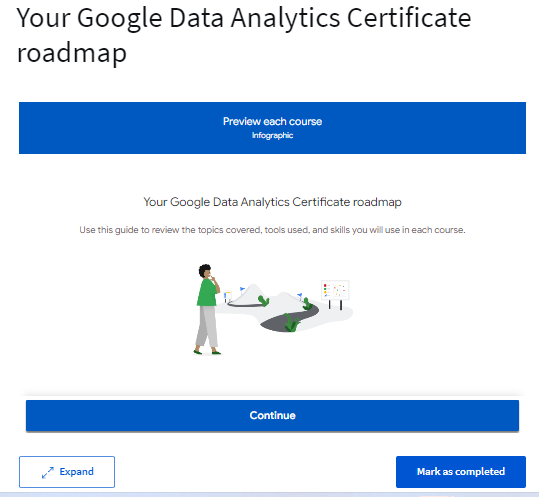 Your Google Data Analytics Certificate
roadmap
Preview each course
Infographic
Your Google Data Analytics Certificate roadmap
Use this guide to review the topics covered, tools used, and skills you will use in each course.
Continue
Expand
Mark as completed